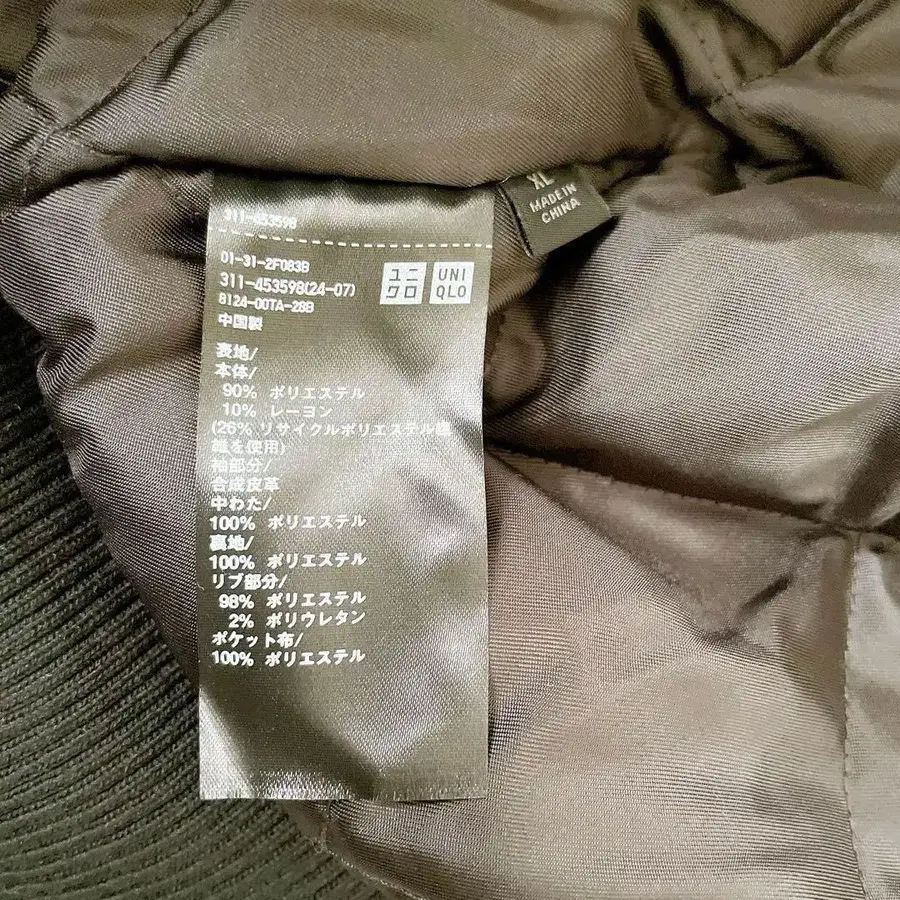 311-453598
01-31-2F083B
311-453598(24-07)
8124-00TA-28B
中国製
ユニ
クロ
UNI
QLO
XL
MADE IN
CHINA
表地/
本体/
90% ポリエステル
10% レーヨン
(26% リサイクルポリエステル繊
維を使用)
袖部分/
合成皮革
中わた/
100% ポリエステル
裏地/
100% ポリエステル
リブ部分/
98% ポリエステル
2% ポリウレタン
ポケット布/
100% ポリエステル